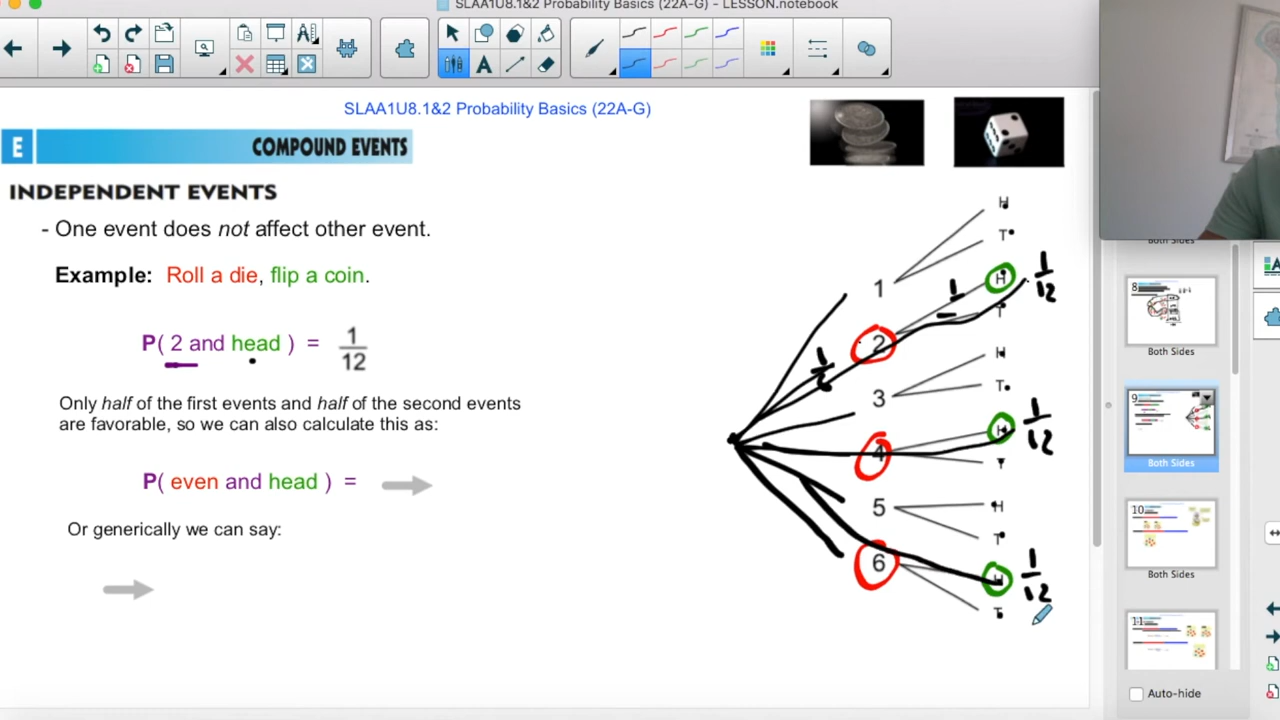 SLAA1U8.1&2 Probability Basics (22A-G) - LESSON.notebook
SLAA1U8.1&2 Probability Basics (22A-G)
E COMPOUND EVENTS
INDEPENDENT EVENTS
- One event does not affect other event.
Example: Roll a die, flip a coin.
P( 2 and head ) = 1/12
Only half of the first events and half of the second events
are favorable, so we can also calculate this as:
P( even and head ) =
Or generically we can say:
H
T
1
H 1/12
T
2
H
T
3
H 1/12
T
4
H
T
5
H 1/12
T
6
Both Sides
8
Both Sides
9
Both Sides
10
Both Sides
11
Auto-hide